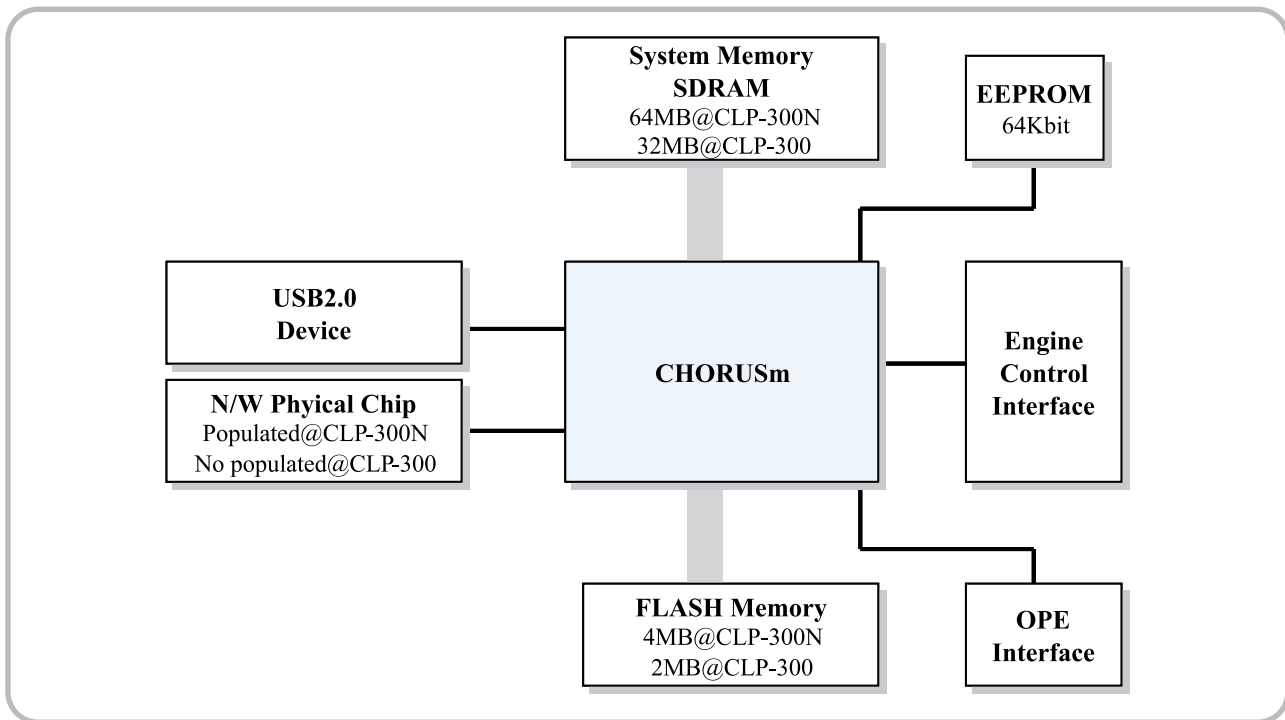 System Memory
SDRAM
64MB@CLP-300N
32MB@CLP-300
EEPROM
64Kbit
USB2.0
Device
N/W Phyical Chip
Populated@CLP-300N
No populated@CLP-300
CHORUSm
Engine
Control
Interface
FLASH Memory
4MB@CLP-300N
2MB@CLP-300
OPE
Interface